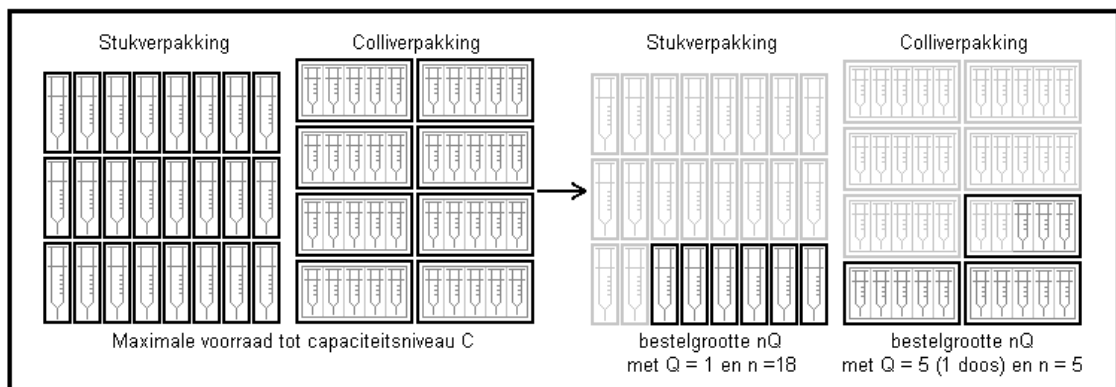 Stukverpakking
Colliverpakking
Stukverpakking
Colliverpakking
Maximale voorraad tot capaciteitsniveau C
bestelgrootte nQ
met Q = 1 en n =18
bestelgrootte nQ
met Q = 5 (1 doos) en n = 5